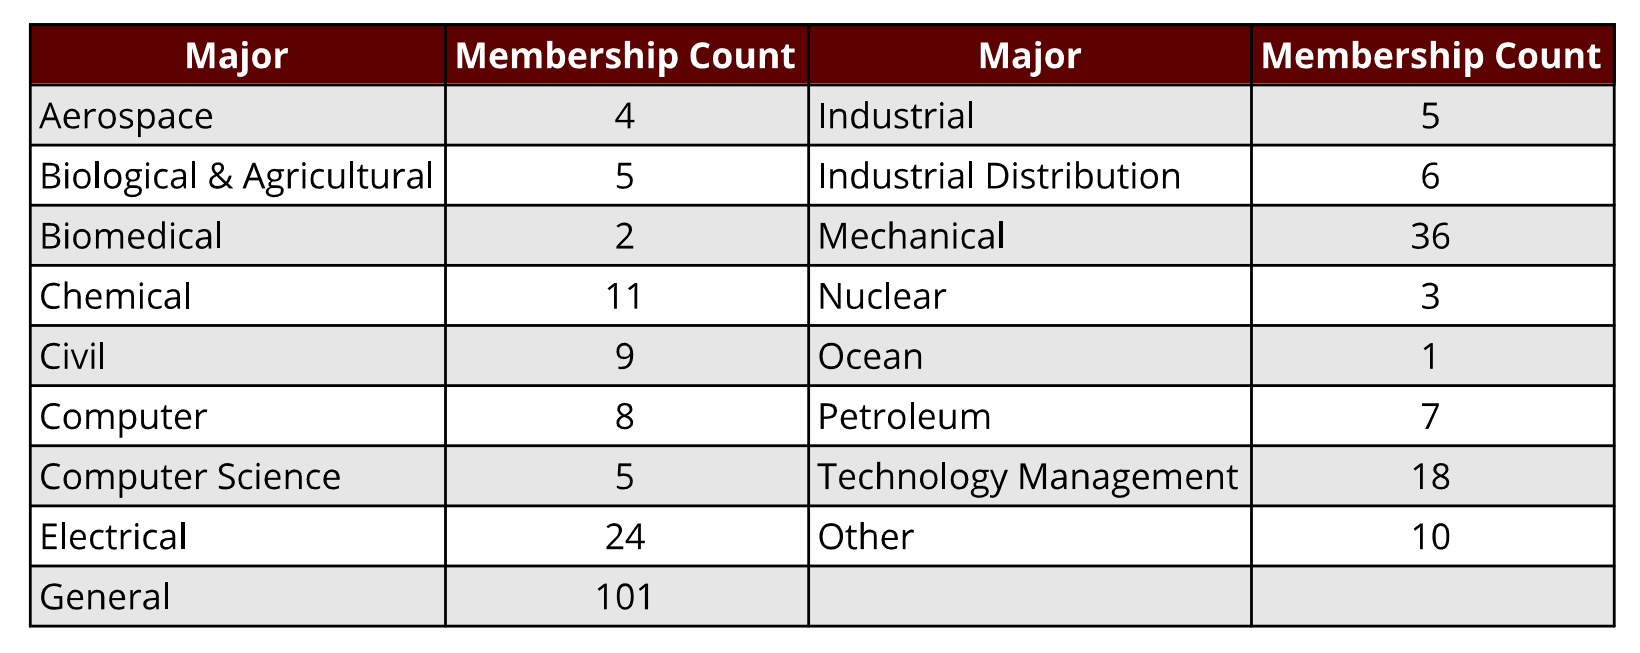 Major Membership Count Major Membership Count
Aerospace 4 Industrial 5
Biological & Agricultural 5 Industrial Distribution 6
Biomedical 2 Mechanical 36
Chemical 11 Nuclear 3
Civil 9 Ocean 1
Computer 8 Petroleum 7
Computer Science 5 Technology Management 18
Electrical 24 Other 10
General 101